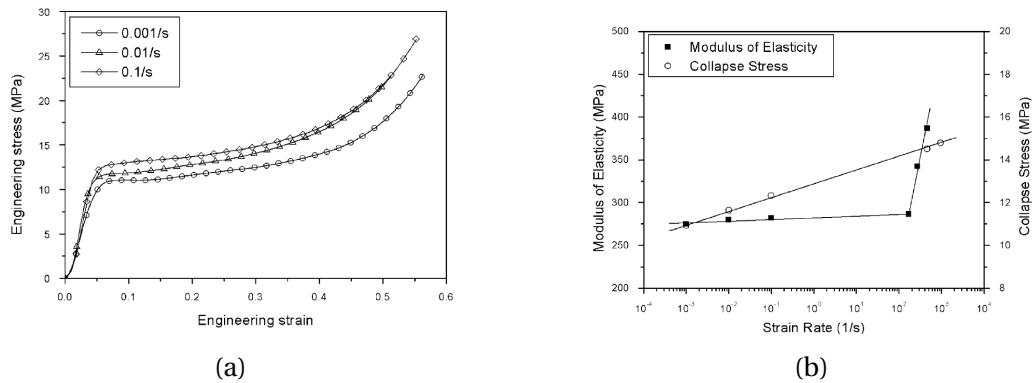 0.001/s
0.01/s
0.1/s
Engineering stress (MPa)
30
25
20
15
10
5
0
0.0 0.1 0.2 0.3 0.4 0.5 0.6
Engineering strain
(a)
Modulus of Elasticity
Collapse Stress
Modulus of Elasticity (MPa)
500
450
400
350
300
250
200
Collapse Stress (MPa)
20
18
16
14
12
10
8
10⁻⁴ 10⁻³ 10⁻² 10⁻¹ 10⁰ 10¹ 10² 10³ 10⁴
Strain Rate (1/s)
(b)